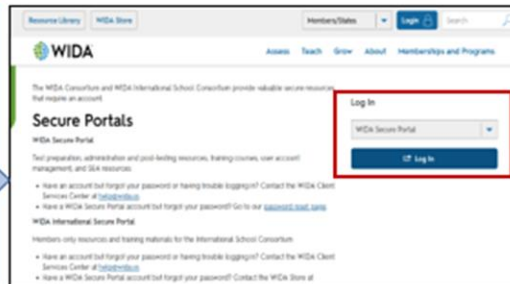 Resource Library WIDA Store Members/States Login Search
WIDA Assess Teach Grow About Memberships and Programs
The WIDA Consortium and WIDA International School Consortium provide valuable secure resources
that require an account.
Log In
Secure Portals
WIDA Secure Portal
WIDA Secure Portal
Log In
Test preparation, administration and post-testing resources, training courses, user account
management, and SEA resources
• Have an account but forgot your password or having trouble logging in? Contact the WIDA Client
Services Center at help@wida.us.
• Have a WIDA Secure Portal account but forgot your password? Go to our password reset page.
WIDA International Secure Portal
Members-only resources and training materials for the International School Consortium
• Have an account but forgot your password or having trouble logging in? Contact the WIDA Client
Services Center at help@wida.us.
• Have a WIDA Secure Portal account but forgot your password? Contact the WIDA Store at